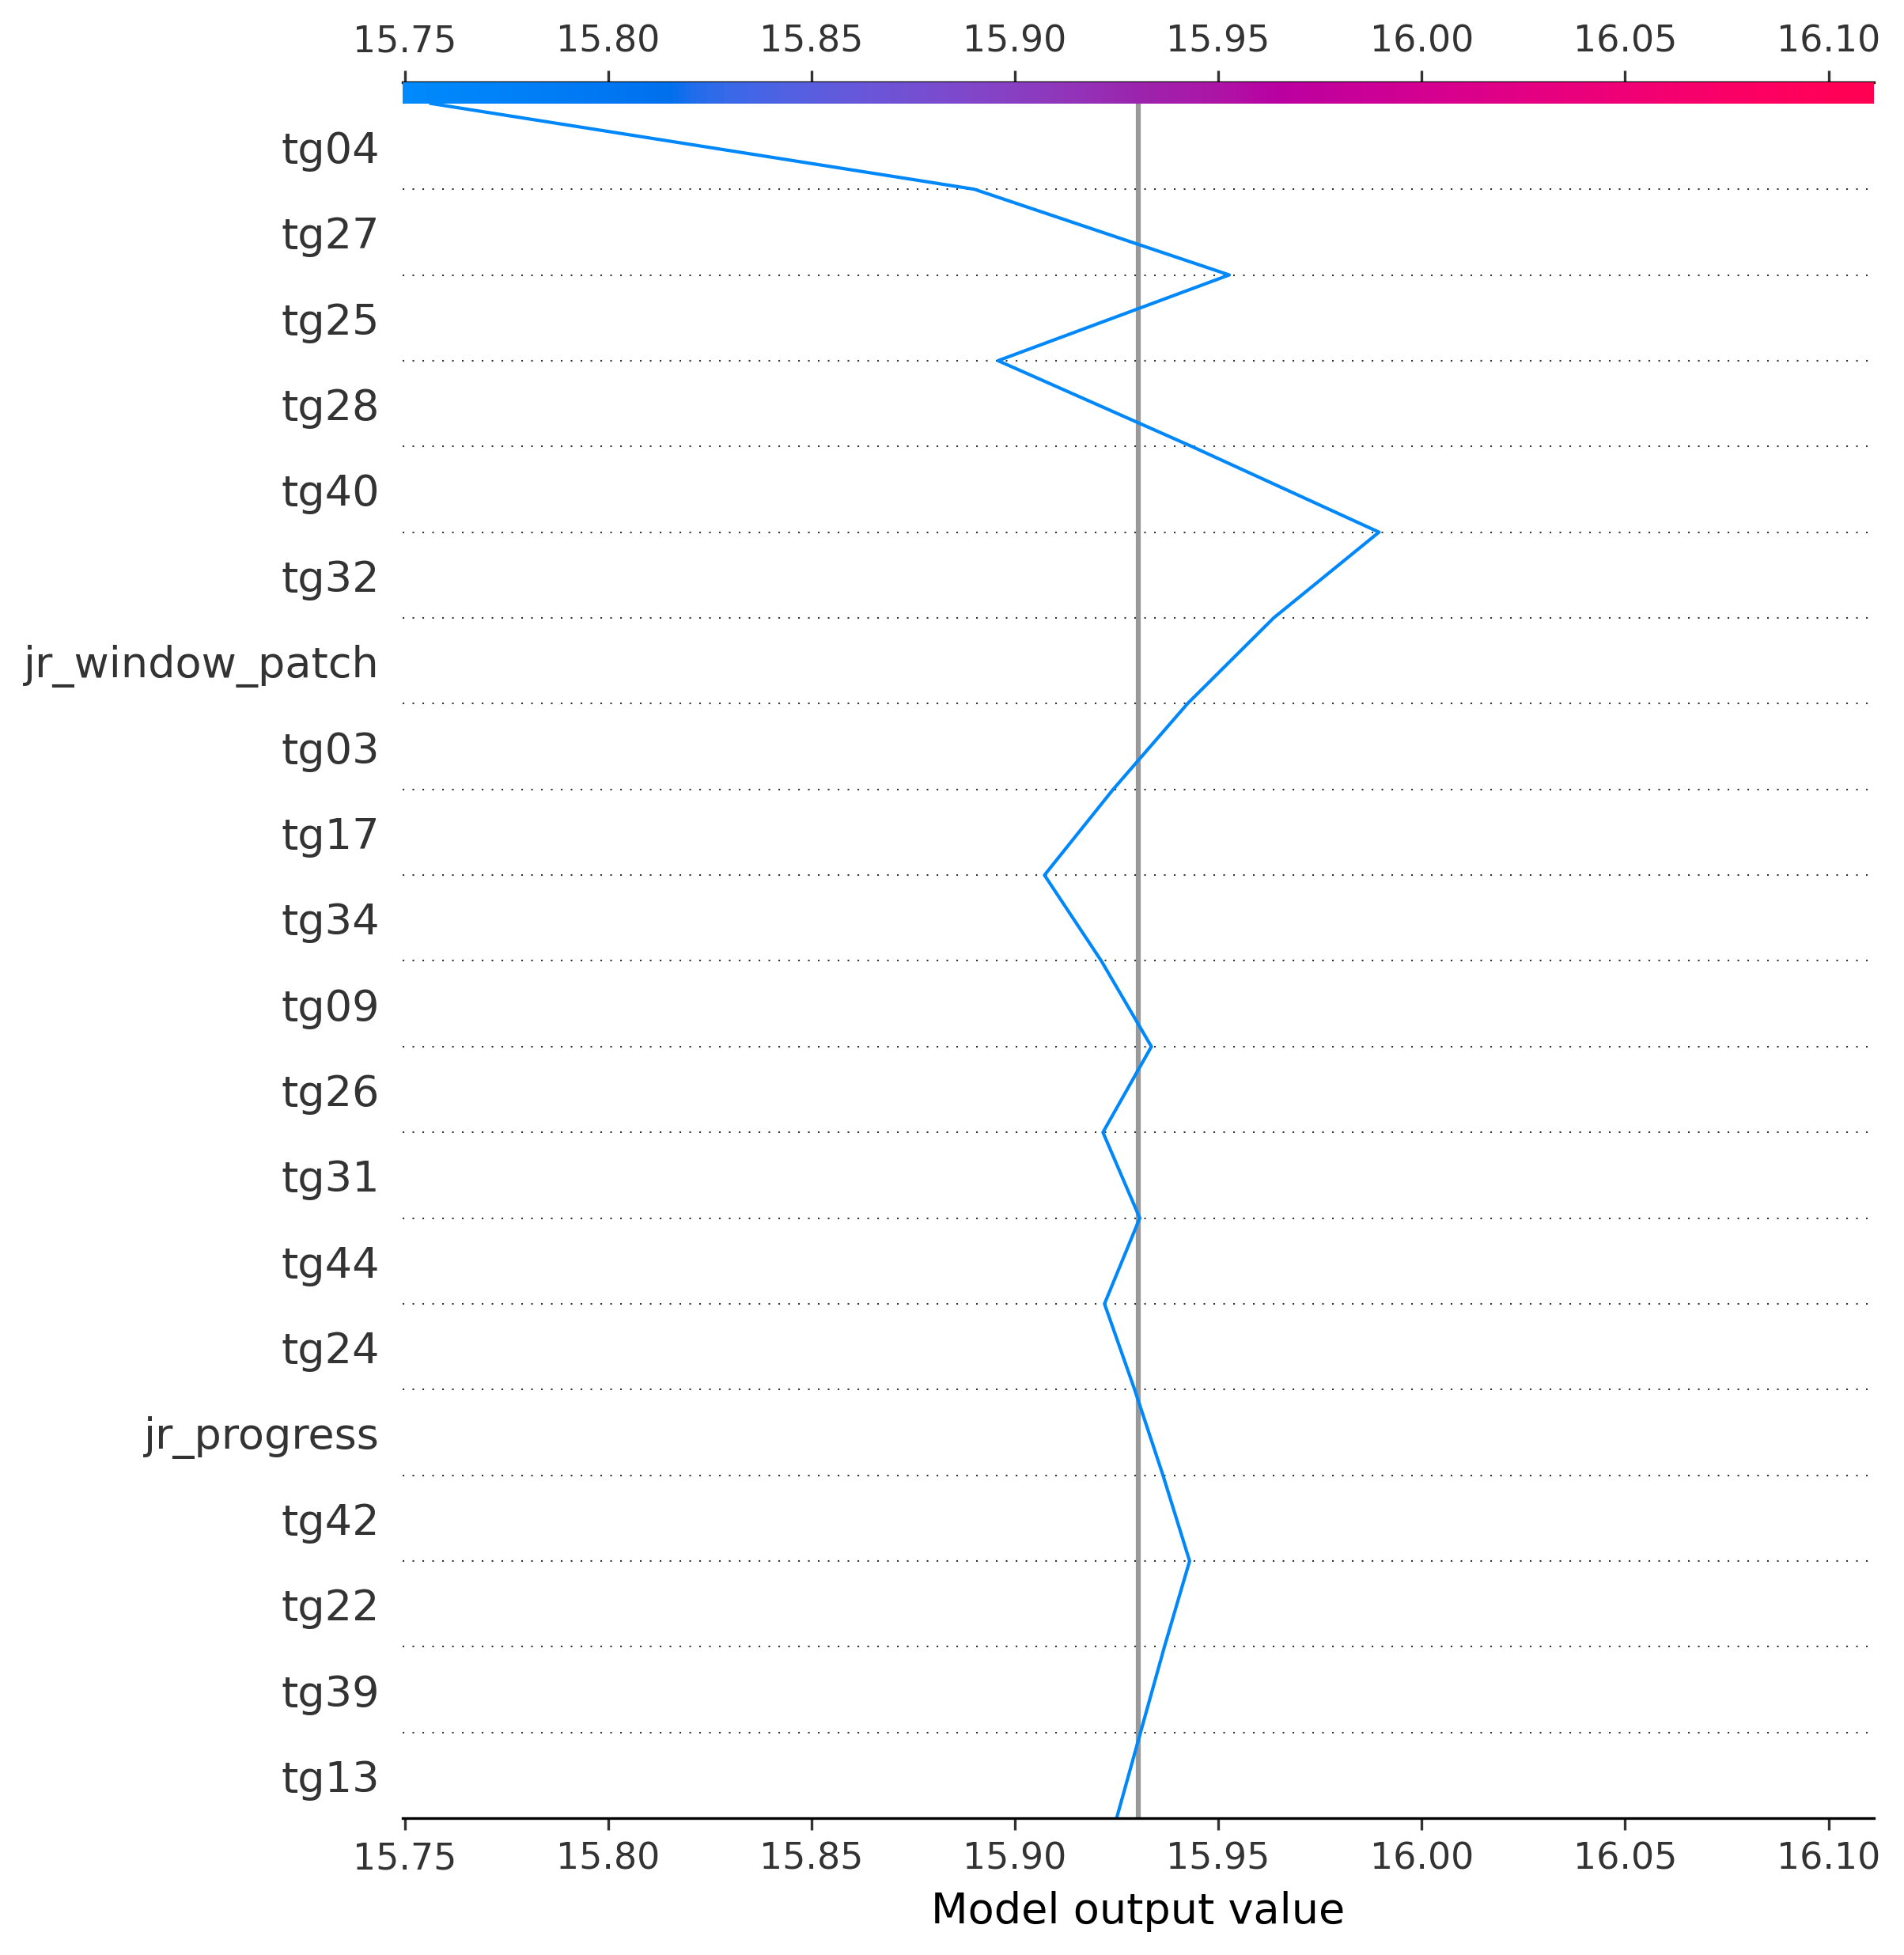 15.75 15.80 15.85 15.90 15.95 16.00 16.05 16.10
tg04
tg27
tg25
tg28
tg40
tg32
jr_window_patch
tg03
tg17
tg34
tg09
tg26
tg31
tg44
tg24
jr_progress
tg42
tg22
tg39
tg13
15.75 15.80 15.85 15.90 15.95 16.00 16.05 16.10
Model output value